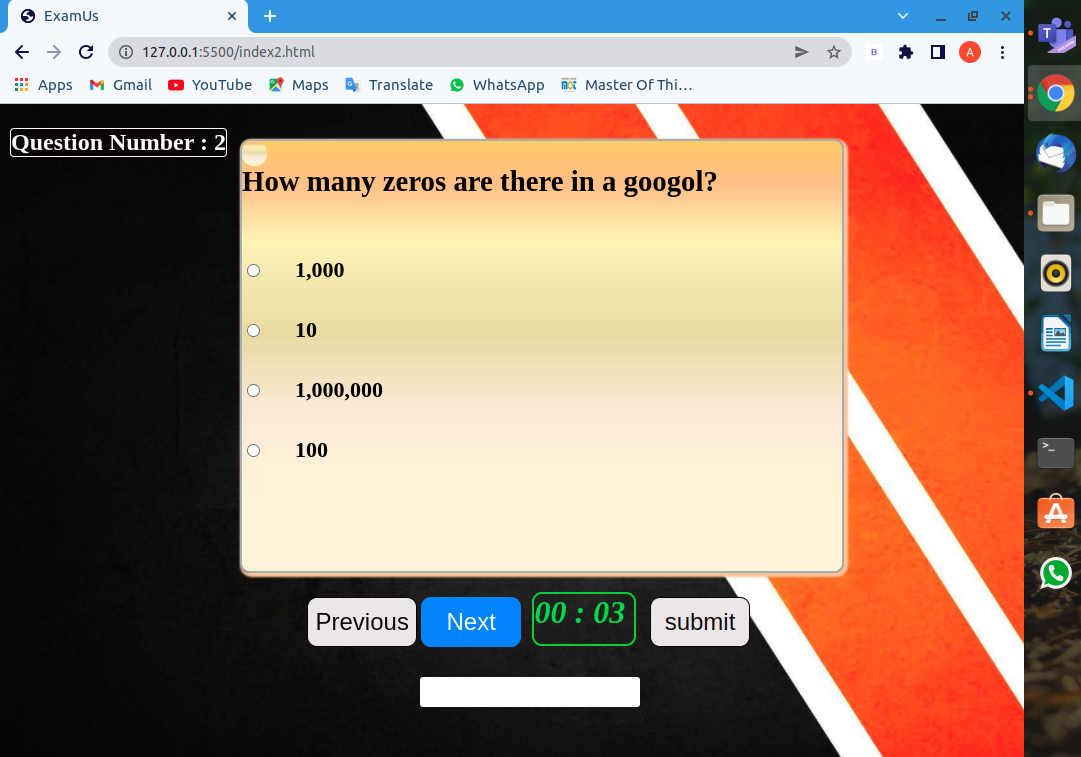 ExamUs
127.0.0.1:5500/index2.html
B
A
Apps Gmail YouTube Maps Translate WhatsApp Master Of Thi…
Question Number : 2
How many zeros are there in a googol?
1,000
10
1,000,000
100
Previous Next 00 : 03 submit